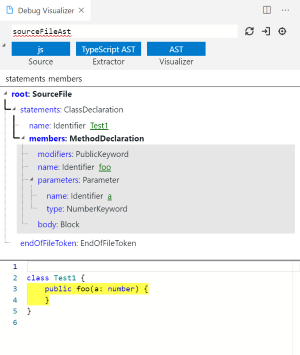 Debug Visualizer
sourceFileAst
js TypeScript AST AST
Source Extractor Visualizer
statements members
root: SourceFile
statements: ClassDeclaration
name: Identifier Test1
members: MethodDeclaration
modifiers: PublicKeyword
name: Identifier foo
parameters: Parameter
name: Identifier a
type: NumberKeyword
body: Block
endOfFileToken: EndOfFileToken
1
2 class Test1 {
3 public foo(a: number) {
4 }
5 }
6